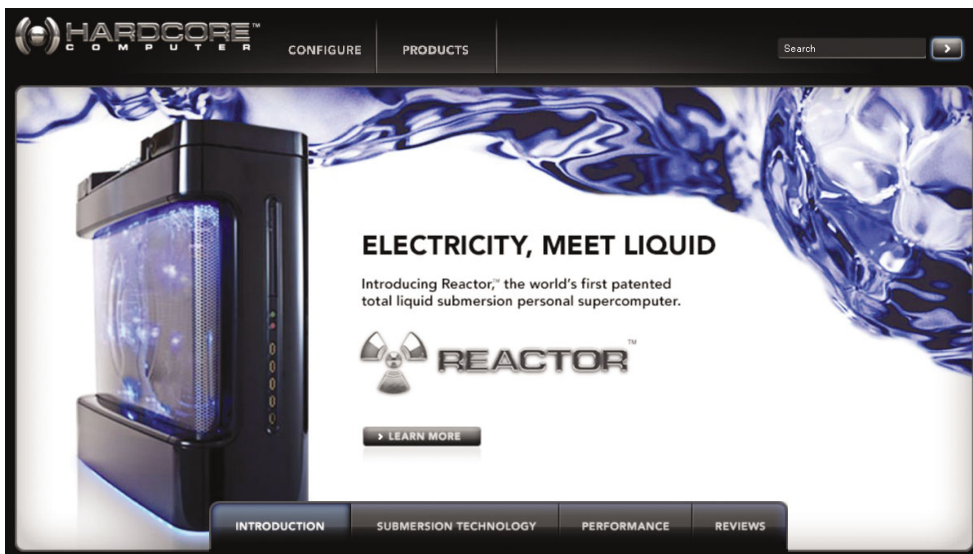 HARDCORE™
COMPUTER
CONFIGURE
PRODUCTS
Search
ELECTRICITY, MEET LIQUID
Introducing Reactor,™ the world's first patented
total liquid submersion personal supercomputer.
REACTOR™
LEARN MORE
INTRODUCTION
SUBMERSION TECHNOLOGY
PERFORMANCE
REVIEWS